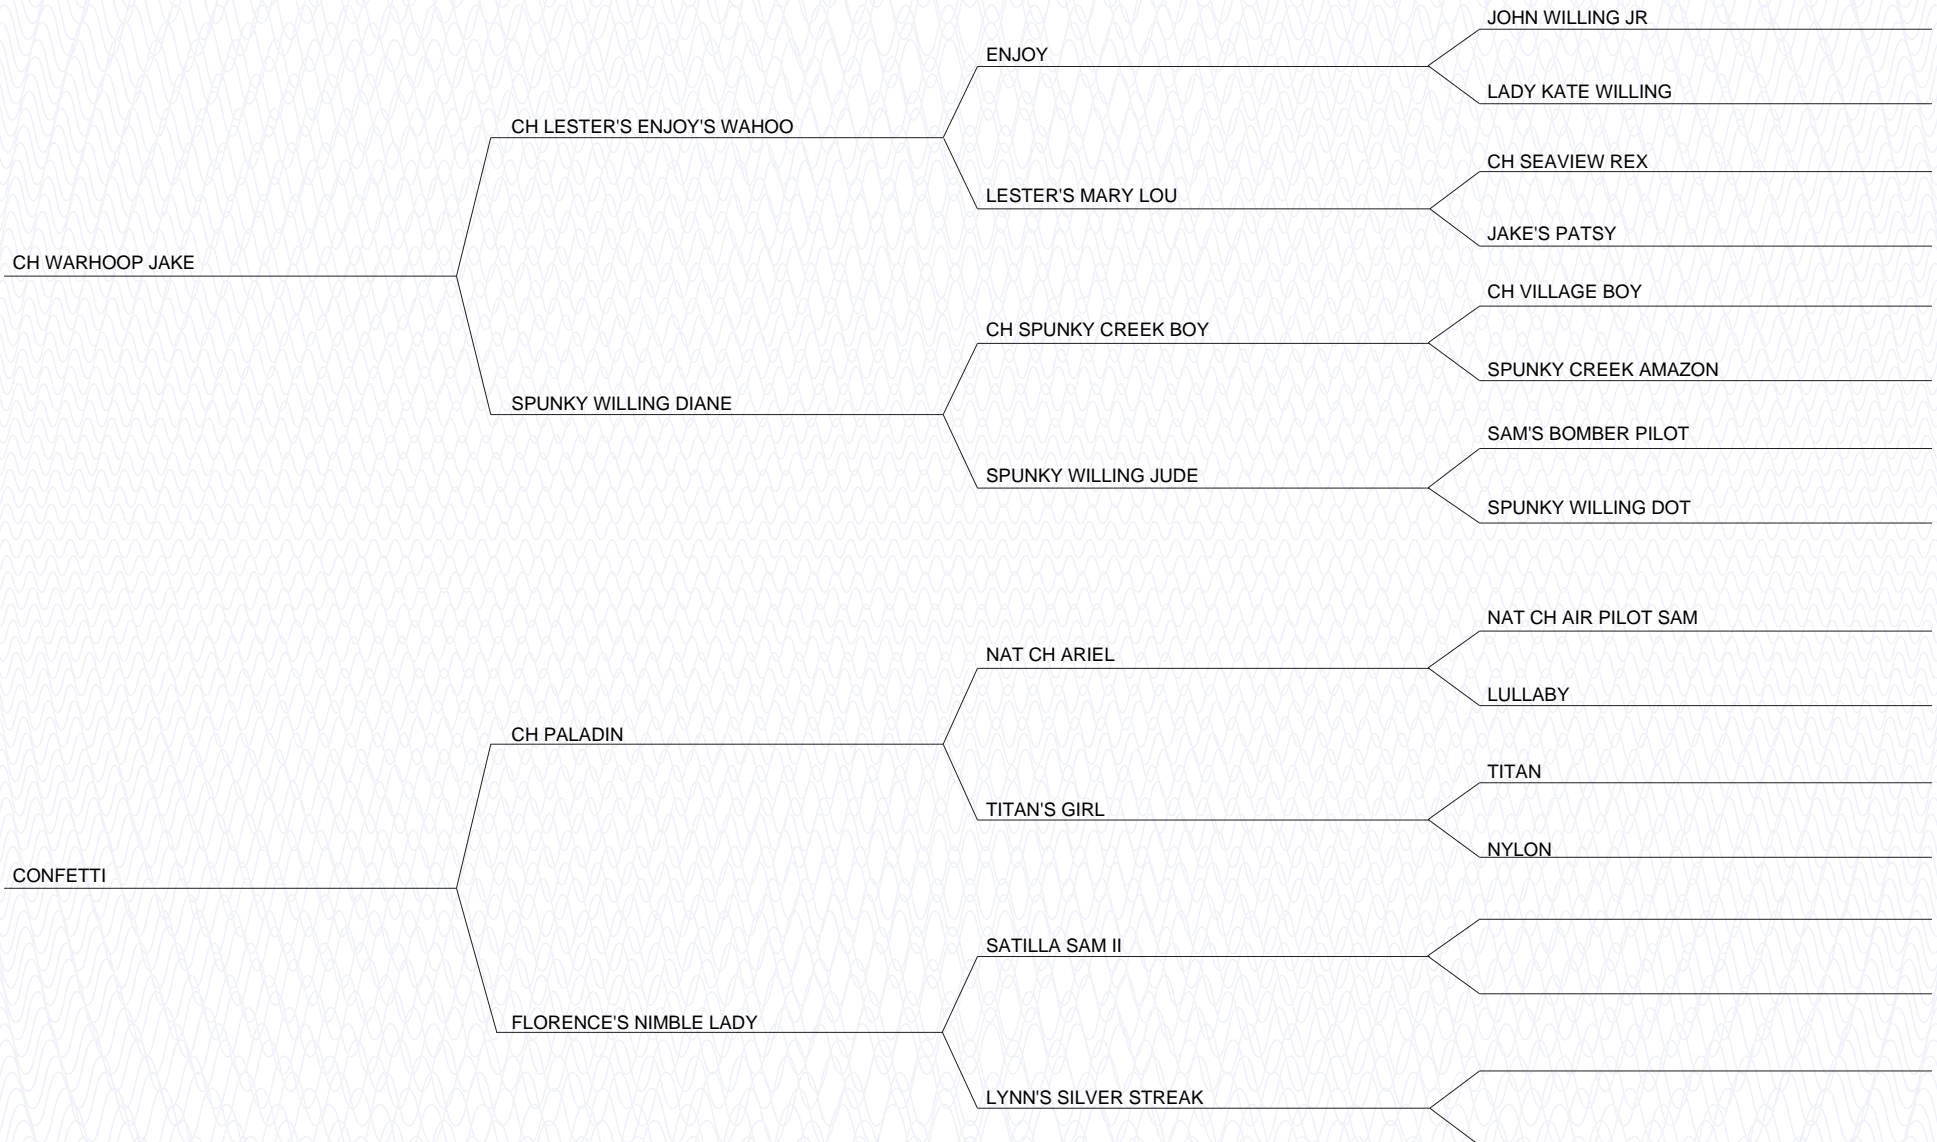 JOHN WILLING JR
ENJOY
LADY KATE WILLING
CH LESTER'S ENJOY'S WAHOO
CH SEAVIEW REX
LESTER'S MARY LOU
JAKE'S PATSY
CH WARHOOP JAKE
CH VILLAGE BOY
CH SPUNKY CREEK BOY
SPUNKY CREEK AMAZON
SPUNKY WILLING DIANE
SAM'S BOMBER PILOT
SPUNKY WILLING JUDE
SPUNKY WILLING DOT
NAT CH AIR PILOT SAM
NAT CH ARIEL
LULLABY
CH PALADIN
TITAN
TITAN'S GIRL
NYLON
CONFETTI
SATILLA SAM II
FLORENCE'S NIMBLE LADY
LYNN'S SILVER STREAK